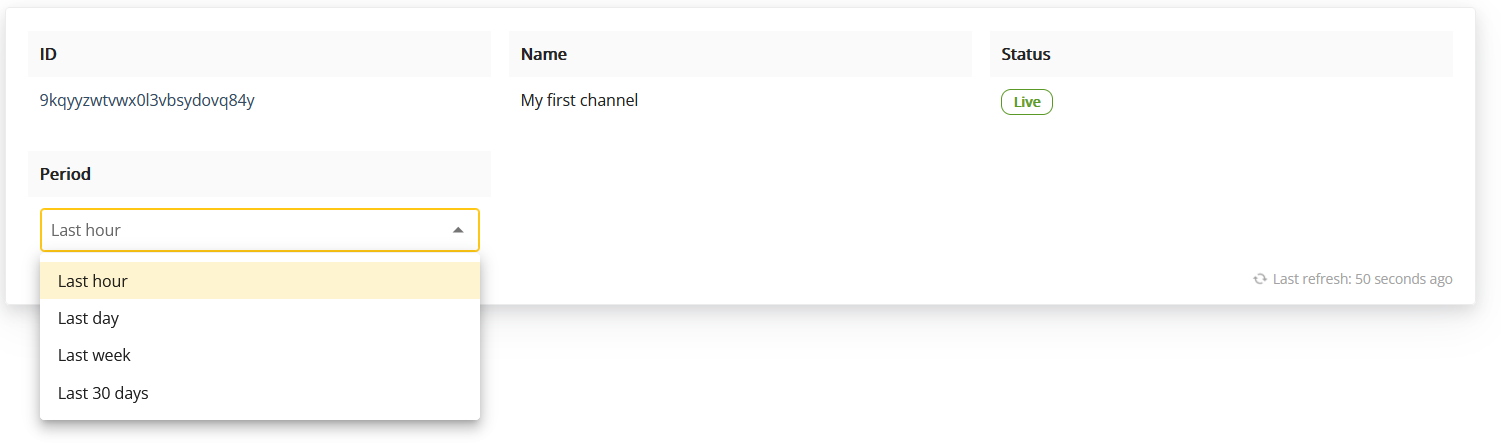 ID
Name
Status
9kqyyzwtvwx0l3vbsydovq84y
My first channel
Live
Period
Last hour
Last hour
Last day
Last week
Last 30 days
Last refresh: 50 seconds ago